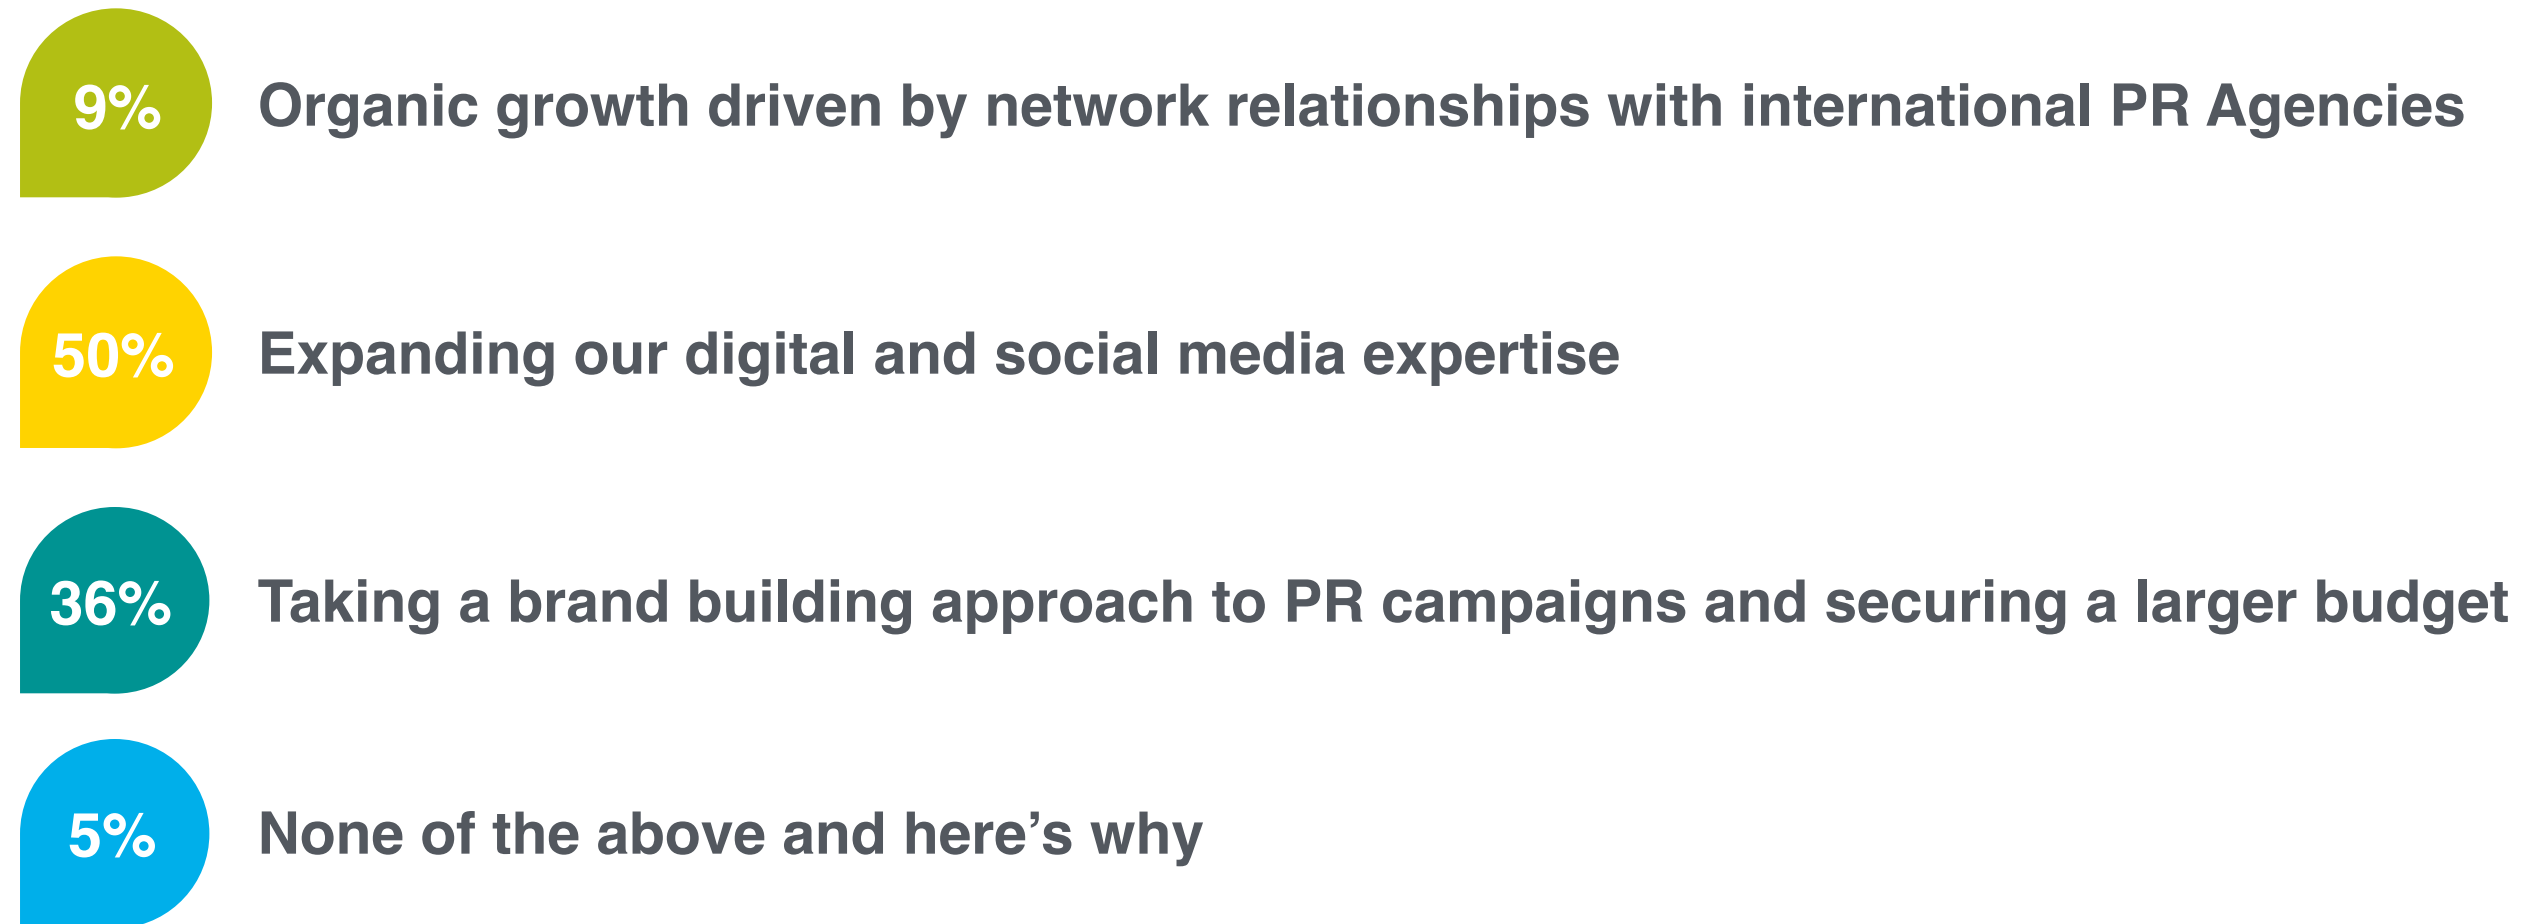 9%
Organic growth driven by network relationships with international PR Agencies
50%
Expanding our digital and social media expertise
36%
Taking a brand building approach to PR campaigns and securing a larger budget
5%
None of the above and here’s why